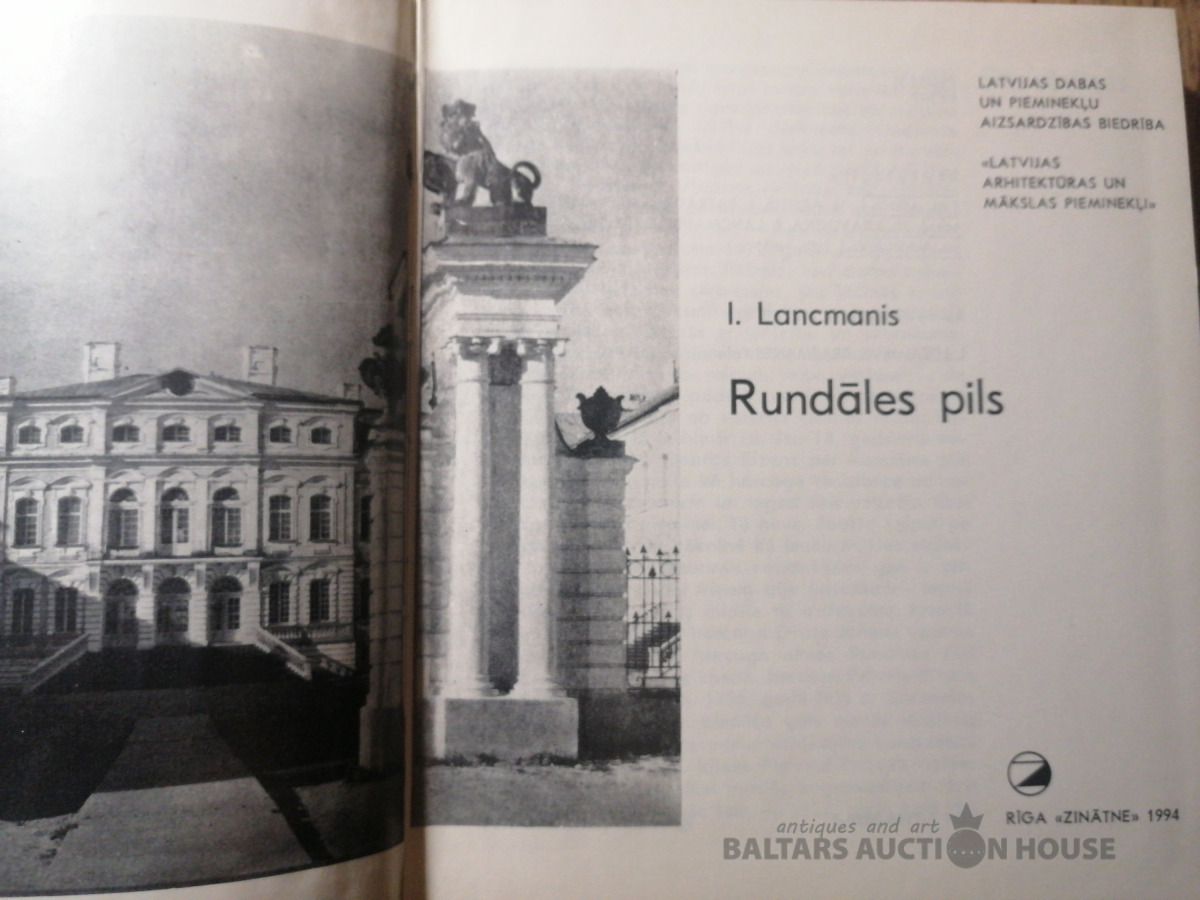 LATVIJAS DABAS
UN PIEMINEKĻU
AIZSARDZĪBAS BIEDRĪBA
«LATVIJAS
ARHITEKTŪRAS UN
MĀKSLAS PIEMINEKĻI»
I. Lancmanis
Rundāles pils
RĪGA «ZINĀTNE» 1994
antiques and art
BALTARS AUCTION HOUSE